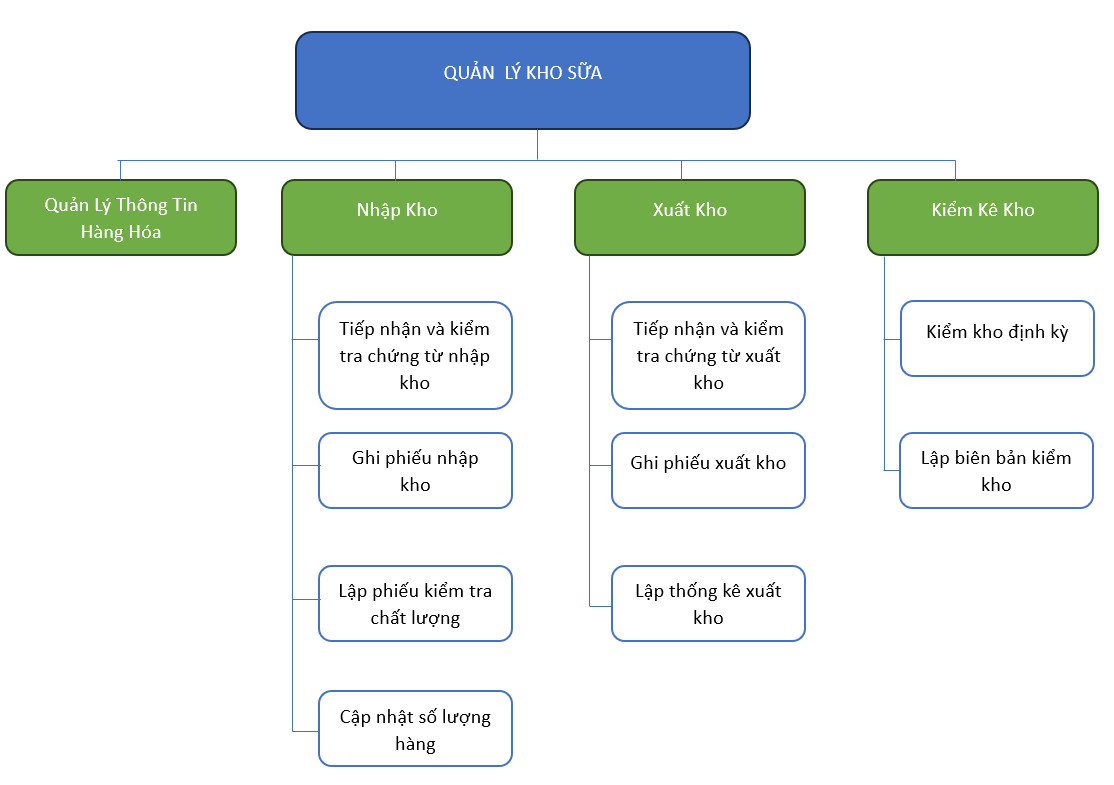 QUẢN LÝ KHO SỮA
Quản Lý Thông Tin
Hàng Hóa
Nhập Kho
Xuất Kho
Kiểm Kê Kho
Tiếp nhận và kiểm
tra chứng từ nhập
kho
Ghi phiếu nhập
kho
Lập phiếu kiểm tra
chất lượng
Cập nhật số lượng
hàng
Tiếp nhận và kiểm
tra chứng từ xuất
kho
Ghi phiếu xuất kho
Lập thống kê xuất
kho
Kiểm kho định kỳ
Lập biên bản kiểm
kho